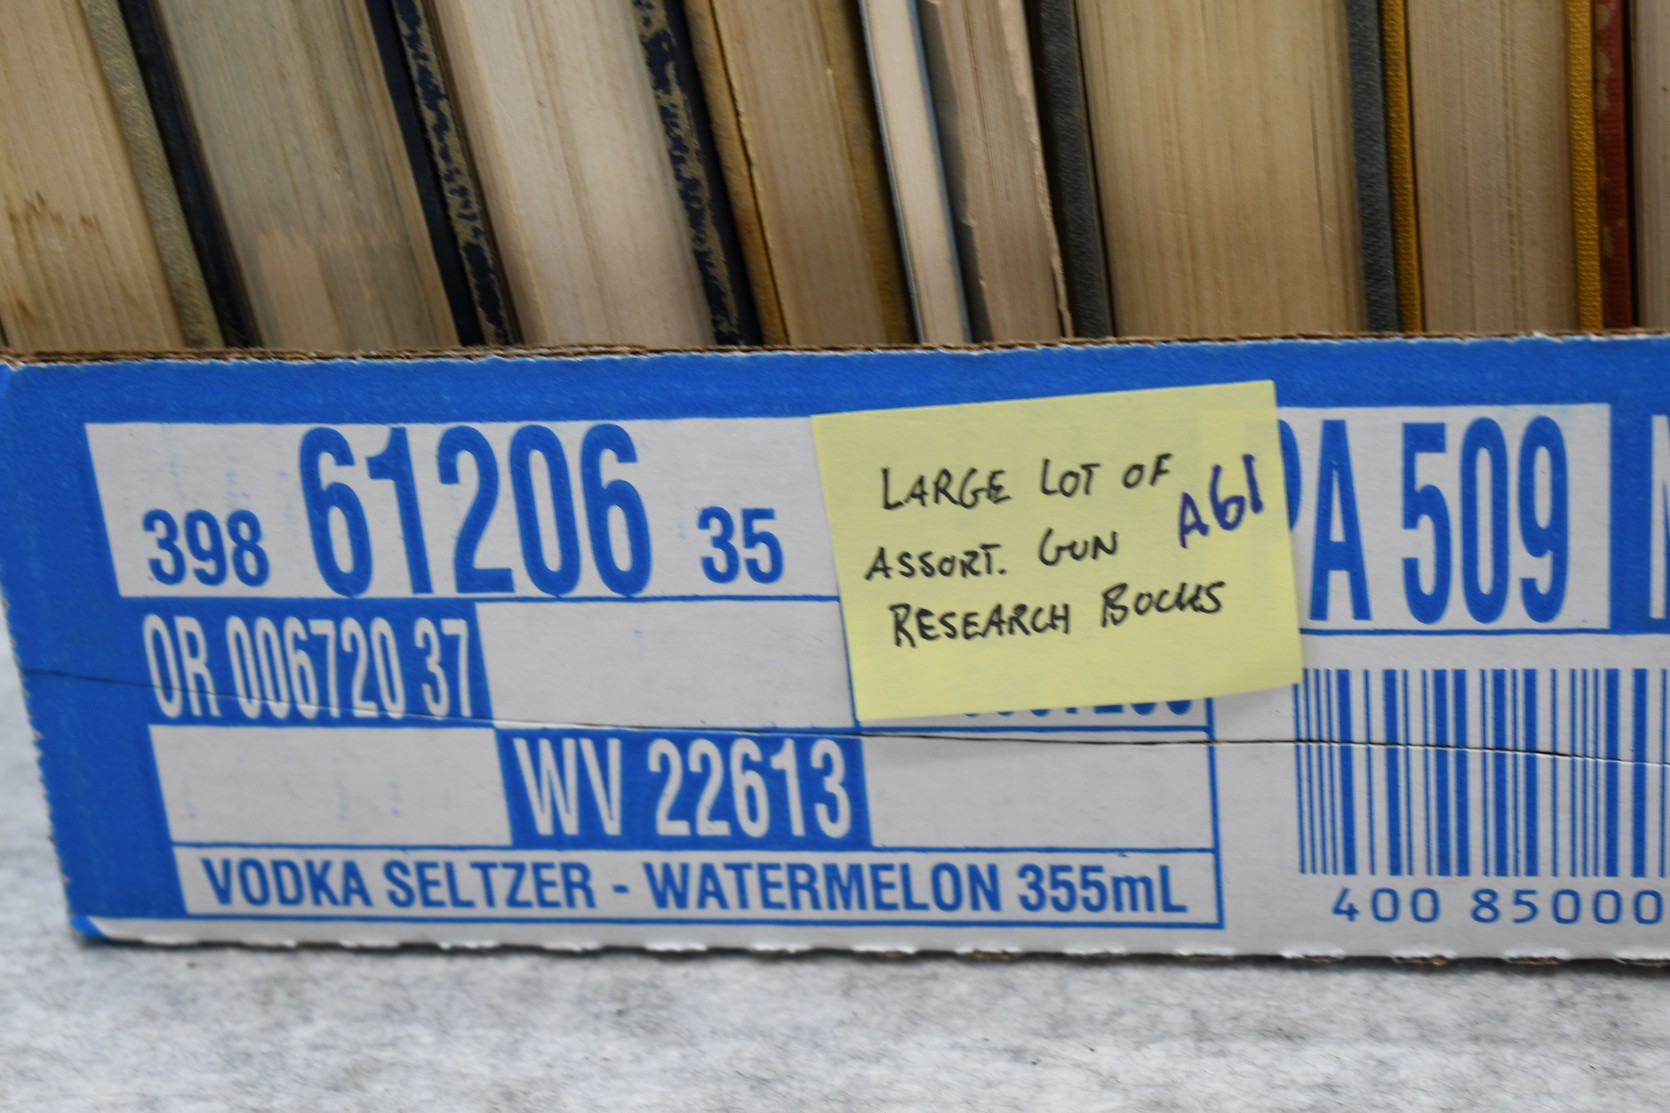 398 61206 35
PA 509
LARGE LOT OF
A61
ASSORT. GUN
RESEARCH BOOKS
OR 006720 37
WV 22613
VODKA SELTZER - WATERMELON 355mL
400 85000